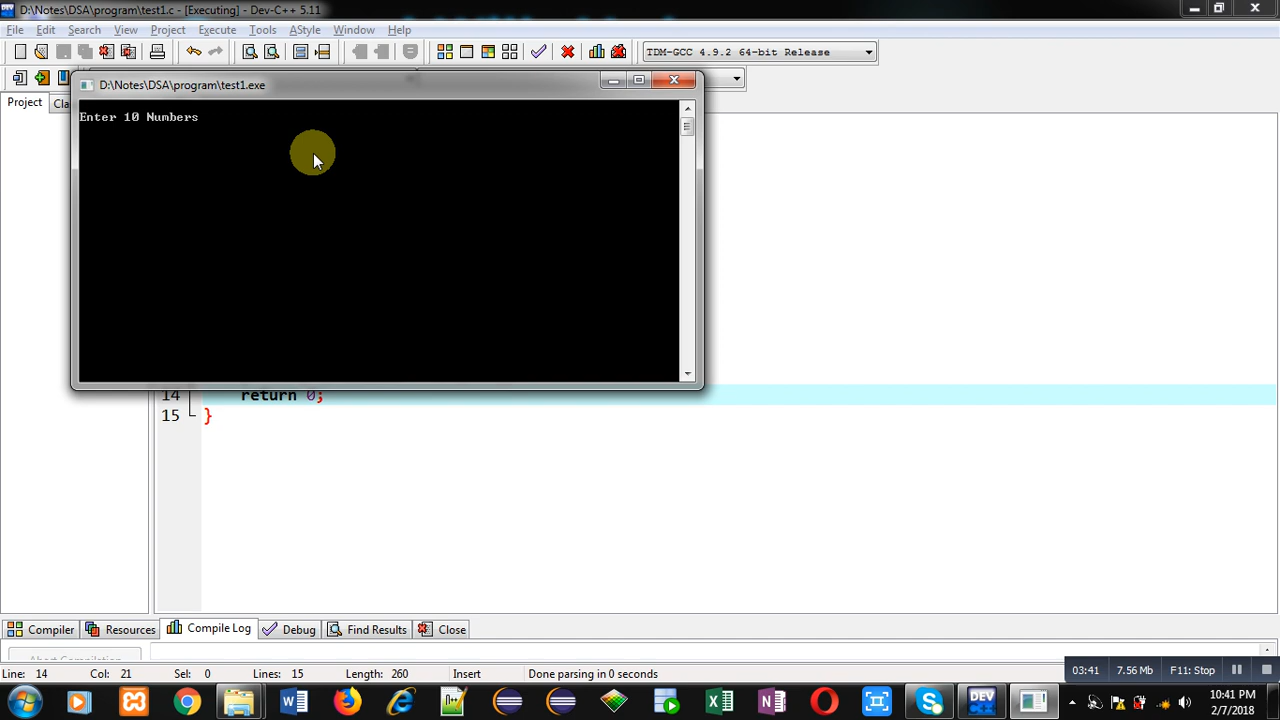 D:\Notes\DSA\program\test1.c - [Executing] - Dev-C++ 5.11
File Edit Search View Project Execute Tools AStyle Window Help
TDM-GCC 4.9.2 64-bit Release
D:\Notes\DSA\program\test1.exe
Project Cla
Enter 10 Numbers
14 return 0;
15 }
Compiler Resources Compile Log Debug Find Results Close
Abort Compilation
Line: 14 Col: 21 Sel: 0 Lines: 15 Length: 260 Insert Done parsing in 0 seconds
03:41 7.56 Mb F11: Stop
DEV C++
10:41 PM
2/7/2018